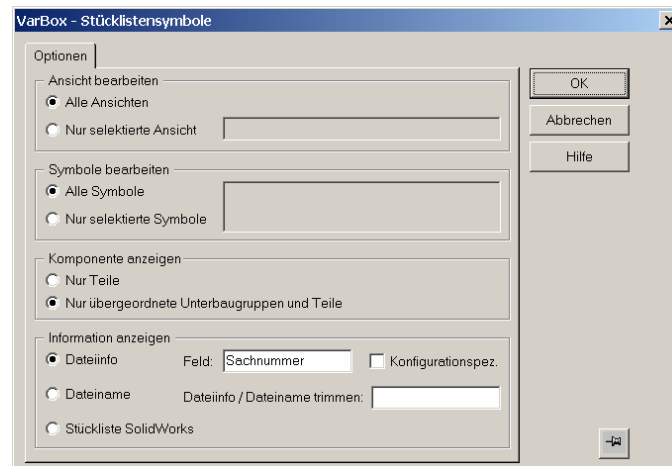 VarBox - Stücklistensymbole
Optionen
Ansicht bearbeiten
Alle Ansichten
Nur selektierte Ansicht
Symbole bearbeiten
Alle Symbole
Nur selektierte Symbole
Komponente anzeigen
Nur Teile
Nur übergeordnete Unterbaugruppen und Teile
Information anzeigen
Dateiinfo Feld: Sachnummer Konfigurationspez.
Dateiname Dateiinfo / Dateiname trimmen:
Stückliste SolidWorks
OK
Abbrechen
Hilfe